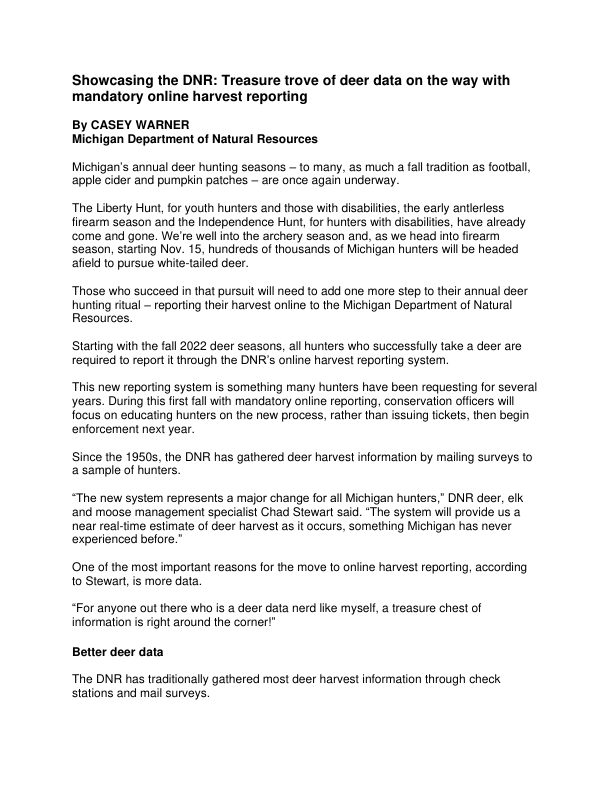 Showcasing the DNR: Treasure trove of deer data on the way with
mandatory online harvest reporting
By CASEY WARNER
Michigan Department of Natural Resources
Michigan’s annual deer hunting seasons – to many, as much a fall tradition as football,
apple cider and pumpkin patches – are once again underway.
The Liberty Hunt, for youth hunters and those with disabilities, the early antlerless
firearm season and the Independence Hunt, for hunters with disabilities, have already
come and gone. We’re well into the archery season and, as we head into firearm
season, starting Nov. 15, hundreds of thousands of Michigan hunters will be headed
afield to pursue white-tailed deer.
Those who succeed in that pursuit will need to add one more step to their annual deer
hunting ritual – reporting their harvest online to the Michigan Department of Natural
Resources.
Starting with the fall 2022 deer seasons, all hunters who successfully take a deer are
required to report it through the DNR’s online harvest reporting system.
This new reporting system is something many hunters have been requesting for several
years. During this first fall with mandatory online reporting, conservation officers will
focus on educating hunters on the new process, rather than issuing tickets, then begin
enforcement next year.
Since the 1950s, the DNR has gathered deer harvest information by mailing surveys to
a sample of hunters.
“The new system represents a major change for all Michigan hunters,” DNR deer, elk
and moose management specialist Chad Stewart said. “The system will provide us a
near real-time estimate of deer harvest as it occurs, something Michigan has never
experienced before.”
One of the most important reasons for the move to online harvest reporting, according
to Stewart, is more data.
“For anyone out there who is a deer data nerd like myself, a treasure chest of
information is right around the corner!”
Better deer data
The DNR has traditionally gathered most deer harvest information through check
stations and mail surveys.